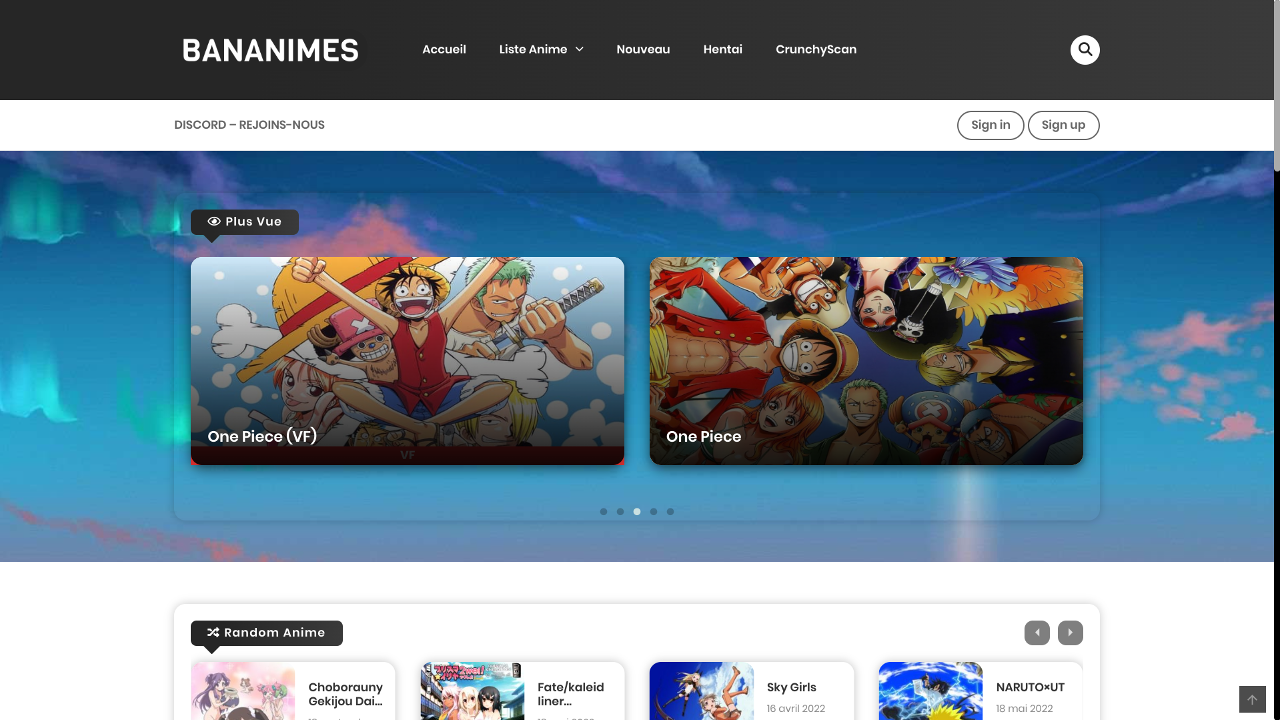 BANANIMES
Accueil
Liste Anime
Nouveau
Hentai
CrunchyScan
DISCORD – REJOINS-NOUS
Sign in
Sign up
Plus Vue
One Piece (VF)
VF
One Piece
Random Anime
Choborauny
Gekijou Dai...
Fate/kaleid
liner...
Sky Girls
16 avril 2022
NARUTO×UT
18 mai 2022